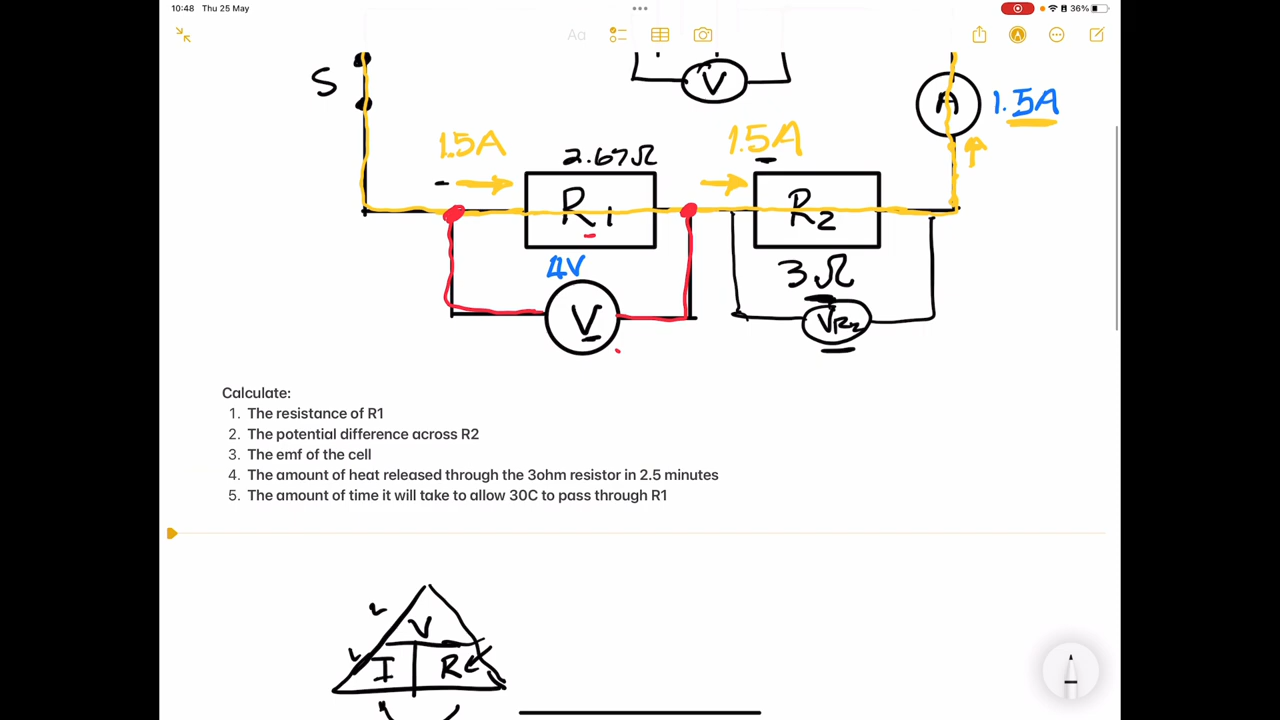 10:48 Thu 25 May
36%
Aa
S
V
A
1.5A
1.5A
2.67Ω
1.5A
R1
R2
4V
3Ω
V
VR2
Calculate:
1. The resistance of R1
2. The potential difference across R2
3. The emf of the cell
4. The amount of heat released through the 3ohm resistor in 2.5 minutes
5. The amount of time it will take to allow 30C to pass through R1
V
I
R